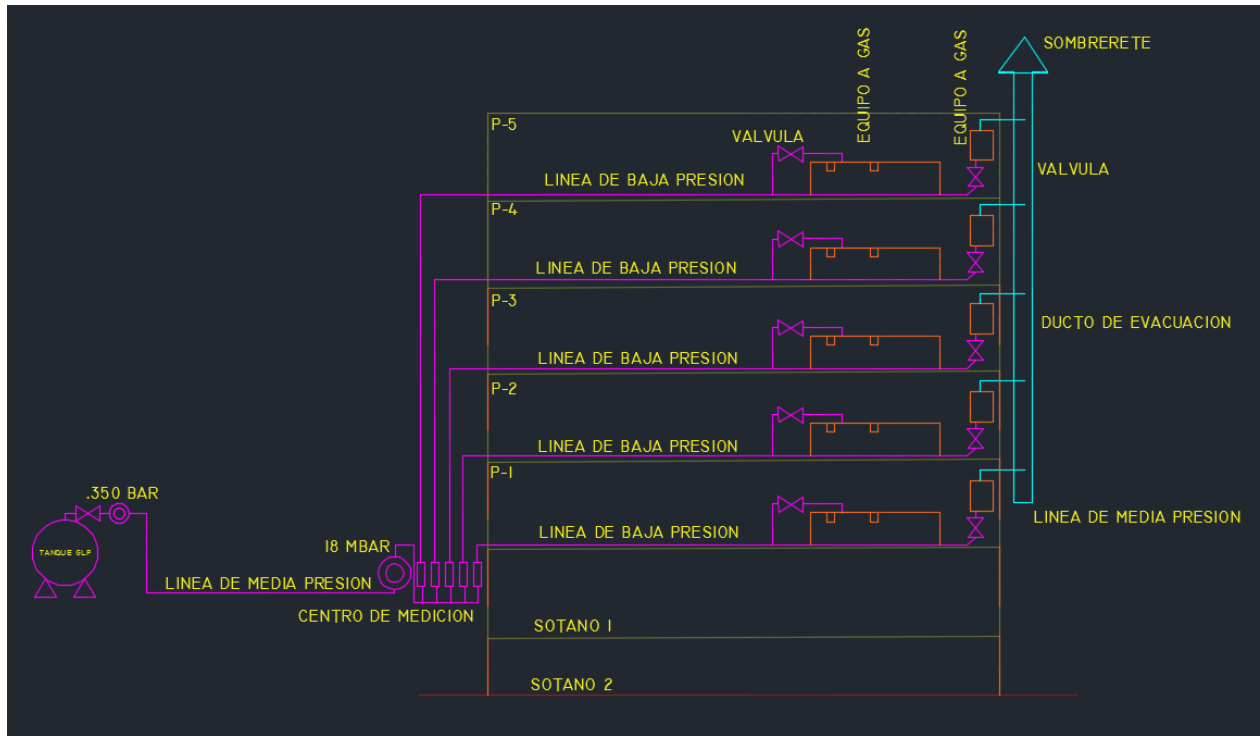 EQUIPO A GAS
EQUIPO A GAS
SOMBRERETE
P-5
VALVULA
LINEA DE BAJA PRESION
VALVULA
P-4
LINEA DE BAJA PRESION
P-3
LINEA DE BAJA PRESION
DUCTO DE EVACUACION
P-2
LINEA DE BAJA PRESION
P-1
.350 BAR
LINEA DE BAJA PRESION
LINEA DE MEDIA PRESION
TANQUE GLP
18 MBAR
LINEA DE MEDIA PRESION
CENTRO DE MEDICION
SOTANO 1
SOTANO 2